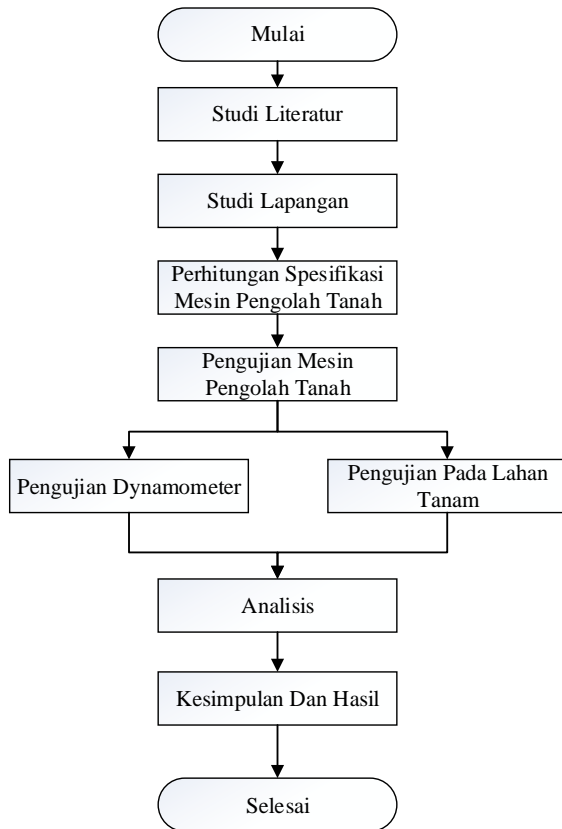 Mulai
Studi Literatur
Studi Lapangan
Perhitungan Spesifikasi
Mesin Pengolah Tanah
Pengujian Mesin
Pengolah Tanah
Pengujian Dynamometer
Pengujian Pada Lahan
Tanam
Analisis
Kesimpulan Dan Hasil
Selesai